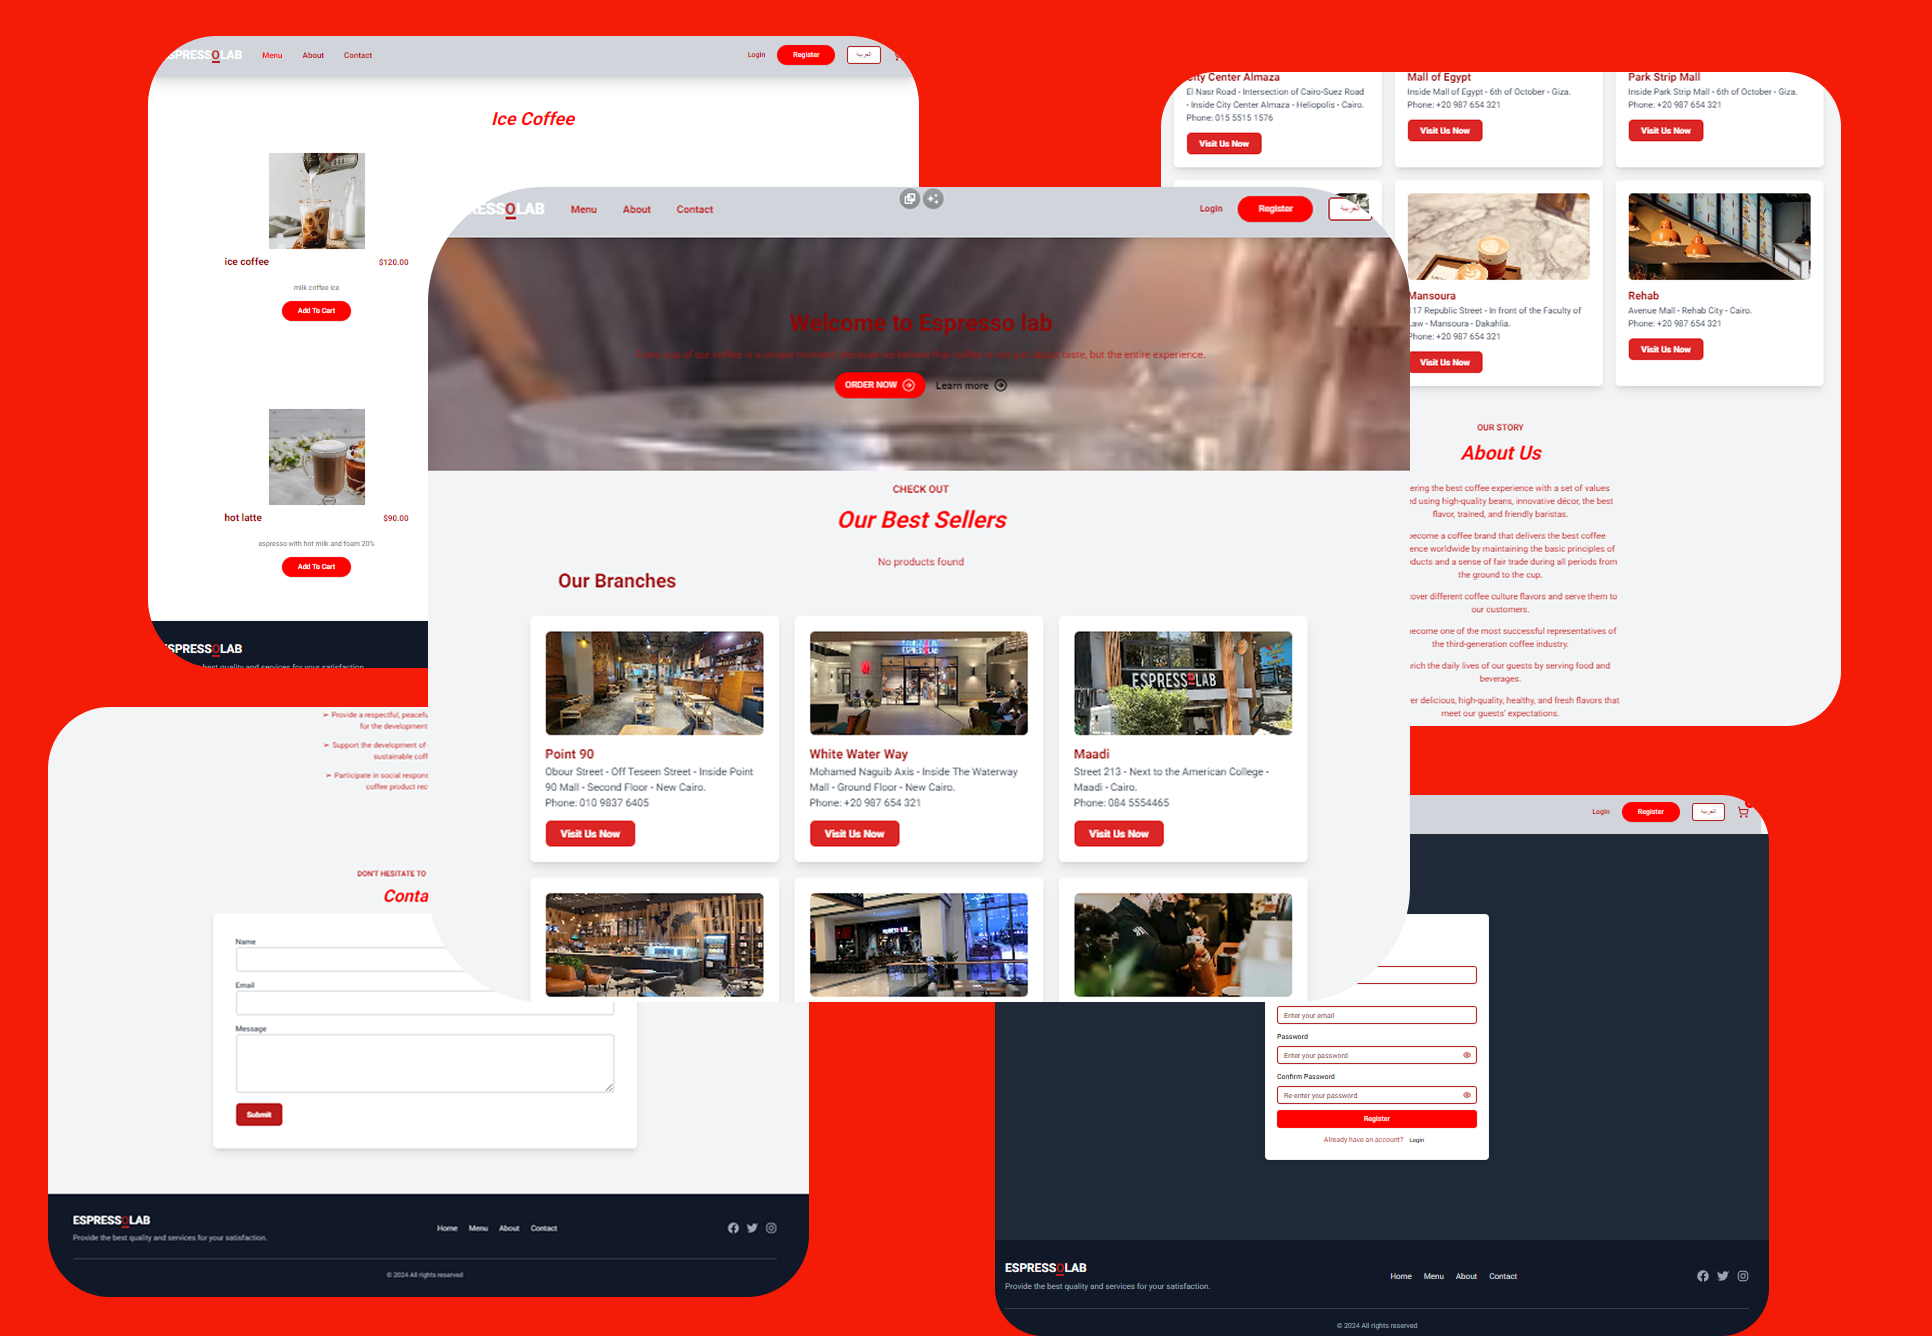 ESPRESSOLAB
Menu About Contact
Login Register العربية
Ice Coffee
ice coffee $120.00
milk coffee ice
Add To Cart
hot latte $90.00
espresso with hot milk and foam 20%
Add To Cart
SPRESSOLAB
best quality and services for your satisfaction
City Center Almaza
El Nasr Road - Intersection of Cairo-Suez Road
- Inside City Center Almaza - Heliopolis - Cairo.
Phone: 015 5515 1576
Visit Us Now
Mall of Egypt
Inside Mall of Egypt - 6th of October - Giza.
Phone: +20 987 654 321
Visit Us Now
Park Strip Mall
Inside Park Strip Mall - 6th of October - Giza.
Phone: +20 987 654 321
Visit Us Now
Mansoura
117 Republic Street - In front of the Faculty of
Law - Mansoura - Dakahlia.
Phone: +20 987 654 321
Visit Us Now
Rehab
Avenue Mall - Rehab City - Cairo.
Phone: +20 987 654 321
Visit Us Now
OUR STORY
About Us
ering the best coffee experience with a set of values
ed using high-quality beans, innovative décor, the best
flavor, trained, and friendly baristas.
become a coffee brand that delivers the best coffee
ence worldwide by maintaining the basic principles of
ducts and a sense of fair trade during all periods from
the ground to the cup.
cover different coffee culture flavors and serve them to
our customers.
become one of the most successful representatives of
the third-generation coffee industry.
rich the daily lives of our guests by serving food and
beverages.
er delicious, high-quality, healthy, and fresh flavors that
meet our guests' expectations.
RESSOLAB
Menu About Contact
Login Register العربية
Welcome to Espresso lab
Every cup of our coffee is a unique moment, because we believe that coffee is not just about taste, but the entire experience.
ORDER NOW Learn more
CHECK OUT
Our Best Sellers
No products found
Our Branches
ESPRESSOLAB
Point 90
Obour Street - Off Teseen Street - Inside Point
90 Mall - Second Floor - New Cairo.
Phone: 010 9837 6405
Visit Us Now
White Water Way
Mohamed Naguib Axis - Inside The Waterway
Mall - Ground Floor - New Cairo.
Phone: +20 987 654 321
Visit Us Now
Maadi
Street 213 - Next to the American College -
Maadi - Cairo.
Phone: 084 5554465
Visit Us Now
➢ Provide a respectful, peacefu
for the development
➢ Support the development of
sustainable coff
➢ Participate in social respons
coffee product rec
DON'T HESITATE TO
Conta
Name
Email
Message
Submit
ESPRESSOLAB
Provide the best quality and services for your satisfaction.
Home Menu About Contact
© 2024 All rights reserved
Login Register العربية
Enter your email
Password
Enter your password
Confirm Password
Re-enter your password
Register
Already have an account? Login
ESPRESSOLAB
Provide the best quality and services for your satisfaction.
Home Menu About Contact
© 2024 All rights reserved